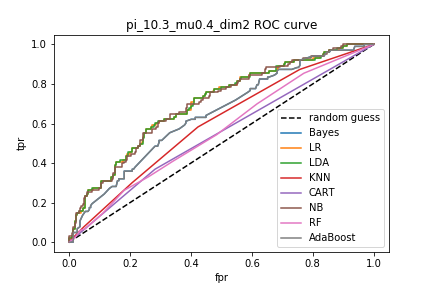 pi_10.3_mu0.4_dim2 ROC curve
1.0
0.8
0.6
0.4
0.2
0.0
tpr
0.0 0.2 0.4 0.6 0.8 1.0
fpr
random guess
Bayes
LR
LDA
KNN
CART
NB
RF
AdaBoost